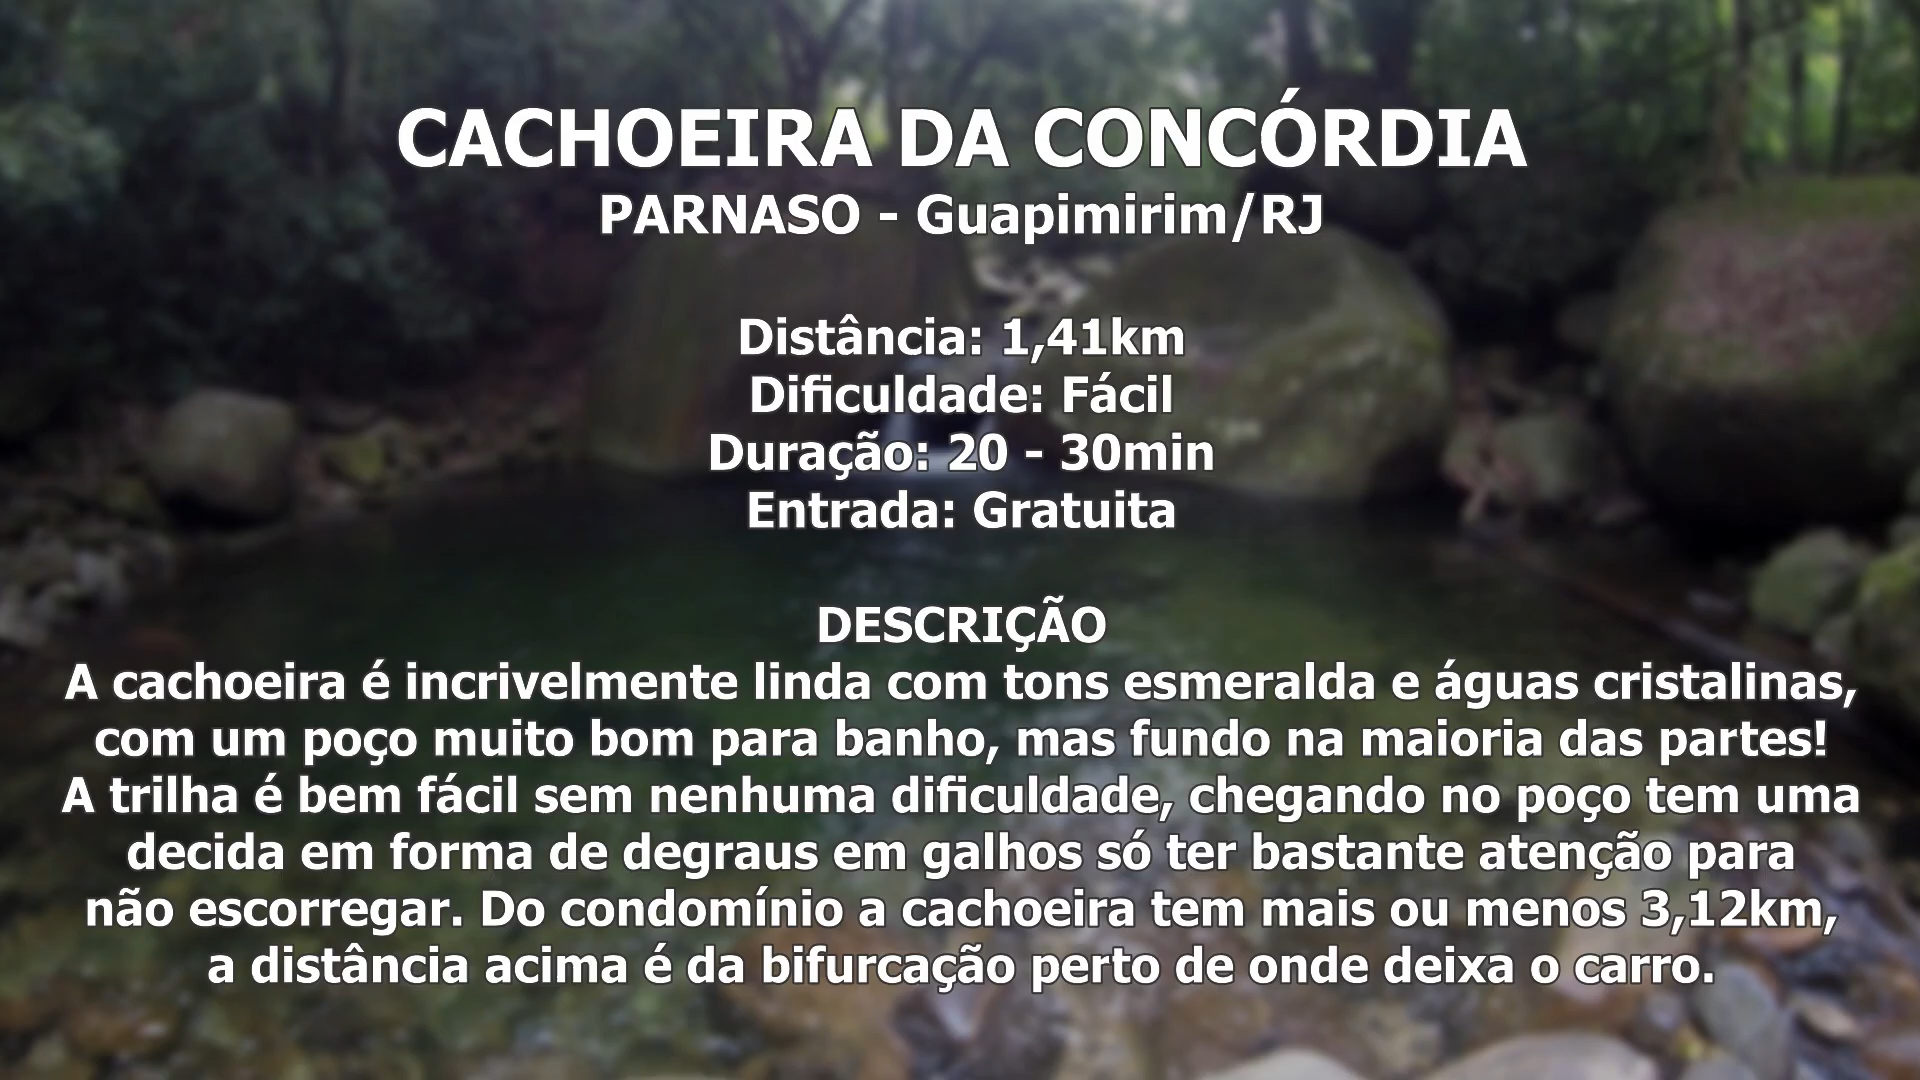 CACHOEIRA DA CONCÓRDIA
PARNASO - Guapimirim/RJ
Distância: 1,41km
Dificuldade: Fácil
Duração: 20 - 30min
Entrada: Gratuita
DESCRIÇÃO
A cachoeira é incrivelmente linda com tons esmeralda e águas cristalinas,
com um poço muito bom para banho, mas fundo na maioria das partes!
A trilha é bem fácil sem nenhuma dificuldade, chegando no poço tem uma
decida em forma de degraus em galhos só ter bastante atenção para
não escorregar. Do condomínio a cachoeira tem mais ou menos 3,12km,
a distância acima é da bifurcação perto de onde deixa o carro.